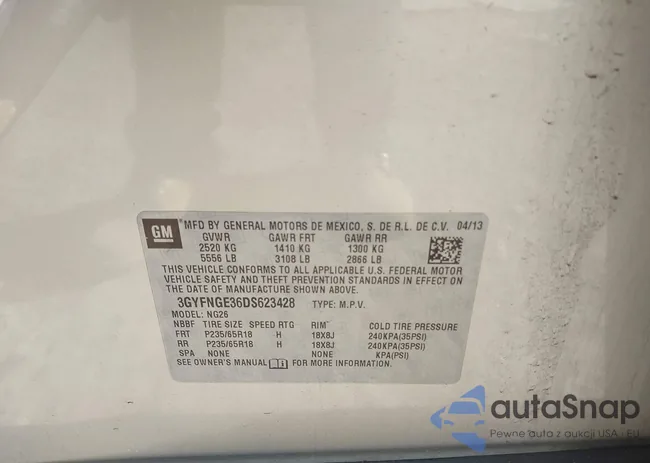 GM
MFD BY GENERAL MOTORS DE MEXICO, S. DE R.L. DE C.V. 04/13
GVWR GAWR FRT GAWR RR
2520 KG 1410 KG 1300 KG
5556 LB 3108 LB 2866 LB
THIS VEHICLE CONFORMS TO ALL APPLICABLE U.S. FEDERAL MOTOR
VEHICLE SAFETY AND THEFT PREVENTION STANDARDS IN EFFECT ON
THE DATE OF MANUFACTURE SHOWN ABOVE.
3GYFNGE36DS623428 TYPE: M.P.V.
MODEL: NG26
NBBF TIRE SIZE SPEED RTG RIM COLD TIRE PRESSURE
FRT P235/65R18 H 18X8J 240KPA(35PSI)
RR P235/65R18 H 18X8J 240KPA(35PSI)
SPA NONE NONE KPA(PSI)
SEE OWNER'S MANUAL FOR MORE INFORMATION.
autoSnap
Pewne auta z aukcji USA i EU